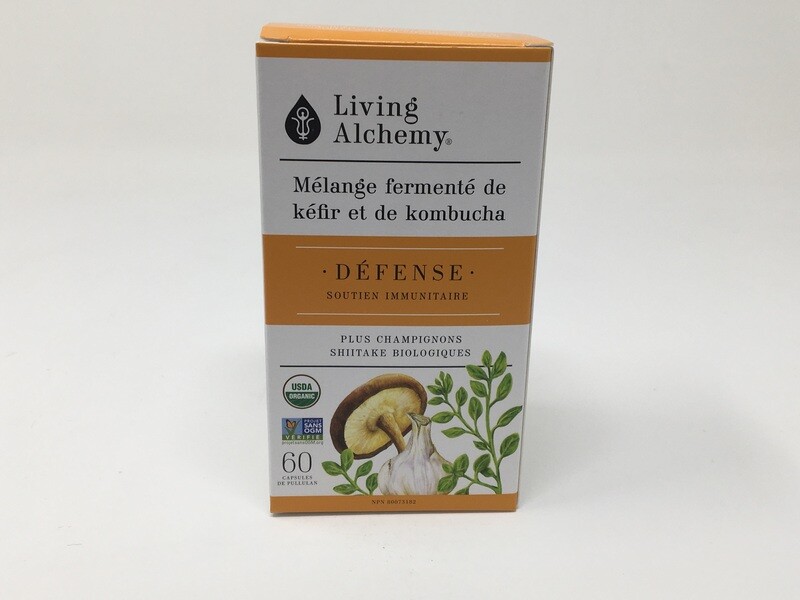 Living
Alchemy®
Mélange fermenté de
kéfir et de kombucha
· DÉFENSE ·
SOUTIEN IMMUNITAIRE
PLUS CHAMPIGNONS
SHIITAKE BIOLOGIQUES
USDA
ORGANIC
PROJET
SANS
OGM
VÉRIFIÉ
60
CAPSULES
DE PULLULAN